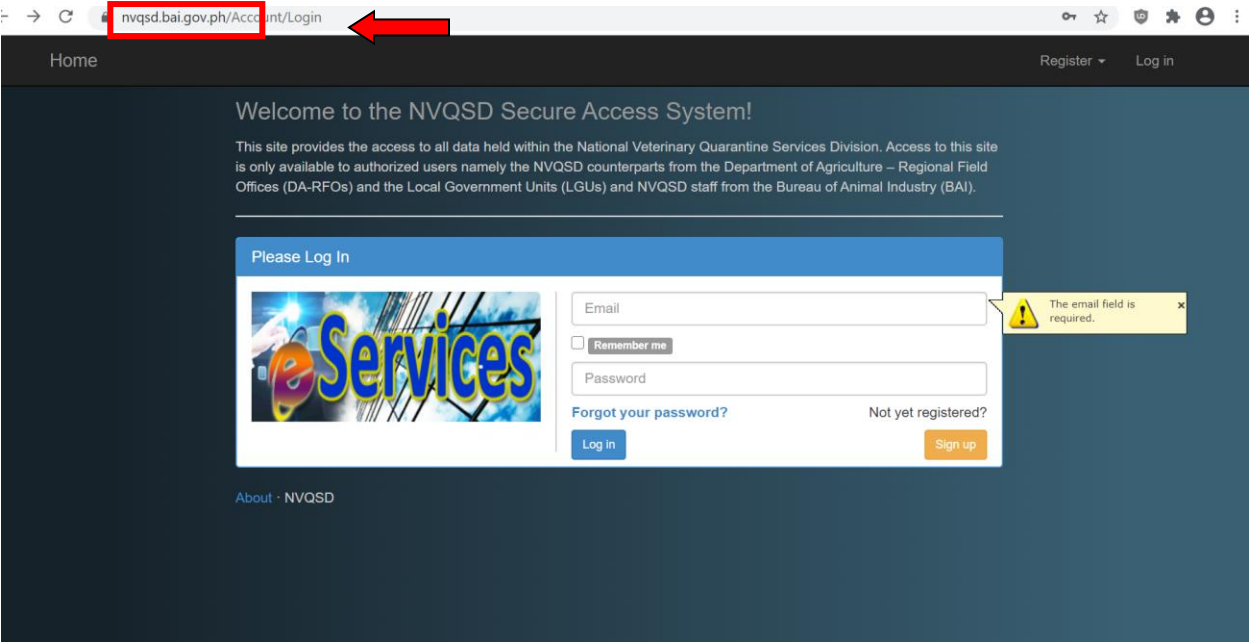 nvqsd.bai.gov.ph/Account/Login
Home
Register
Log in
Welcome to the NVQSD Secure Access System!
This site provides the access to all data held within the National Veterinary Quarantine Services Division. Access to this site
is only available to authorized users namely the NVQSD counterparts from the Department of Agriculture – Regional Field
Offices (DA-RFOs) and the Local Government Units (LGUs) and NVQSD staff from the Bureau of Animal Industry (BAI).
Please Log In
eServices
Email
The email field is
required.
Remember me
Password
Forgot your password?
Not yet registered?
Log in
Sign up
About · NVQSD